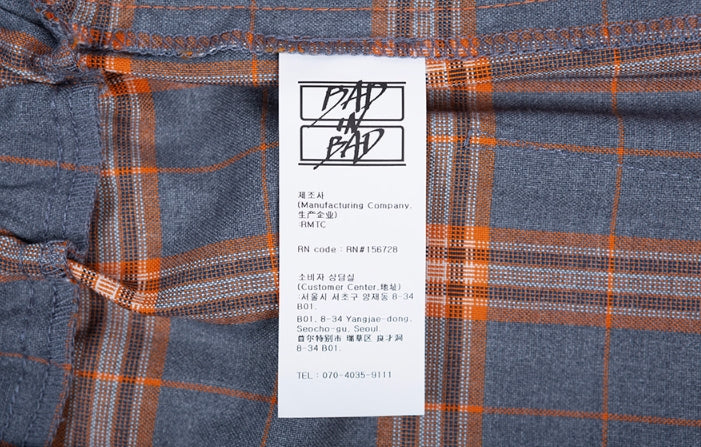 BAD
IN
BAD
제조사
(Manufacturing Company,
生产企业)
:RMTC
RN code : RN#156728
소비자 상담실
(Customer Center,地址)
:서울시 서초구 양재동 8-34
B01.
B01, 8-34 Yangjae-dong,
Seocho-gu, Seoul.
首尔特别市 瑞草区 良才洞
8-34 B01.
TEL : 070-4035-9111